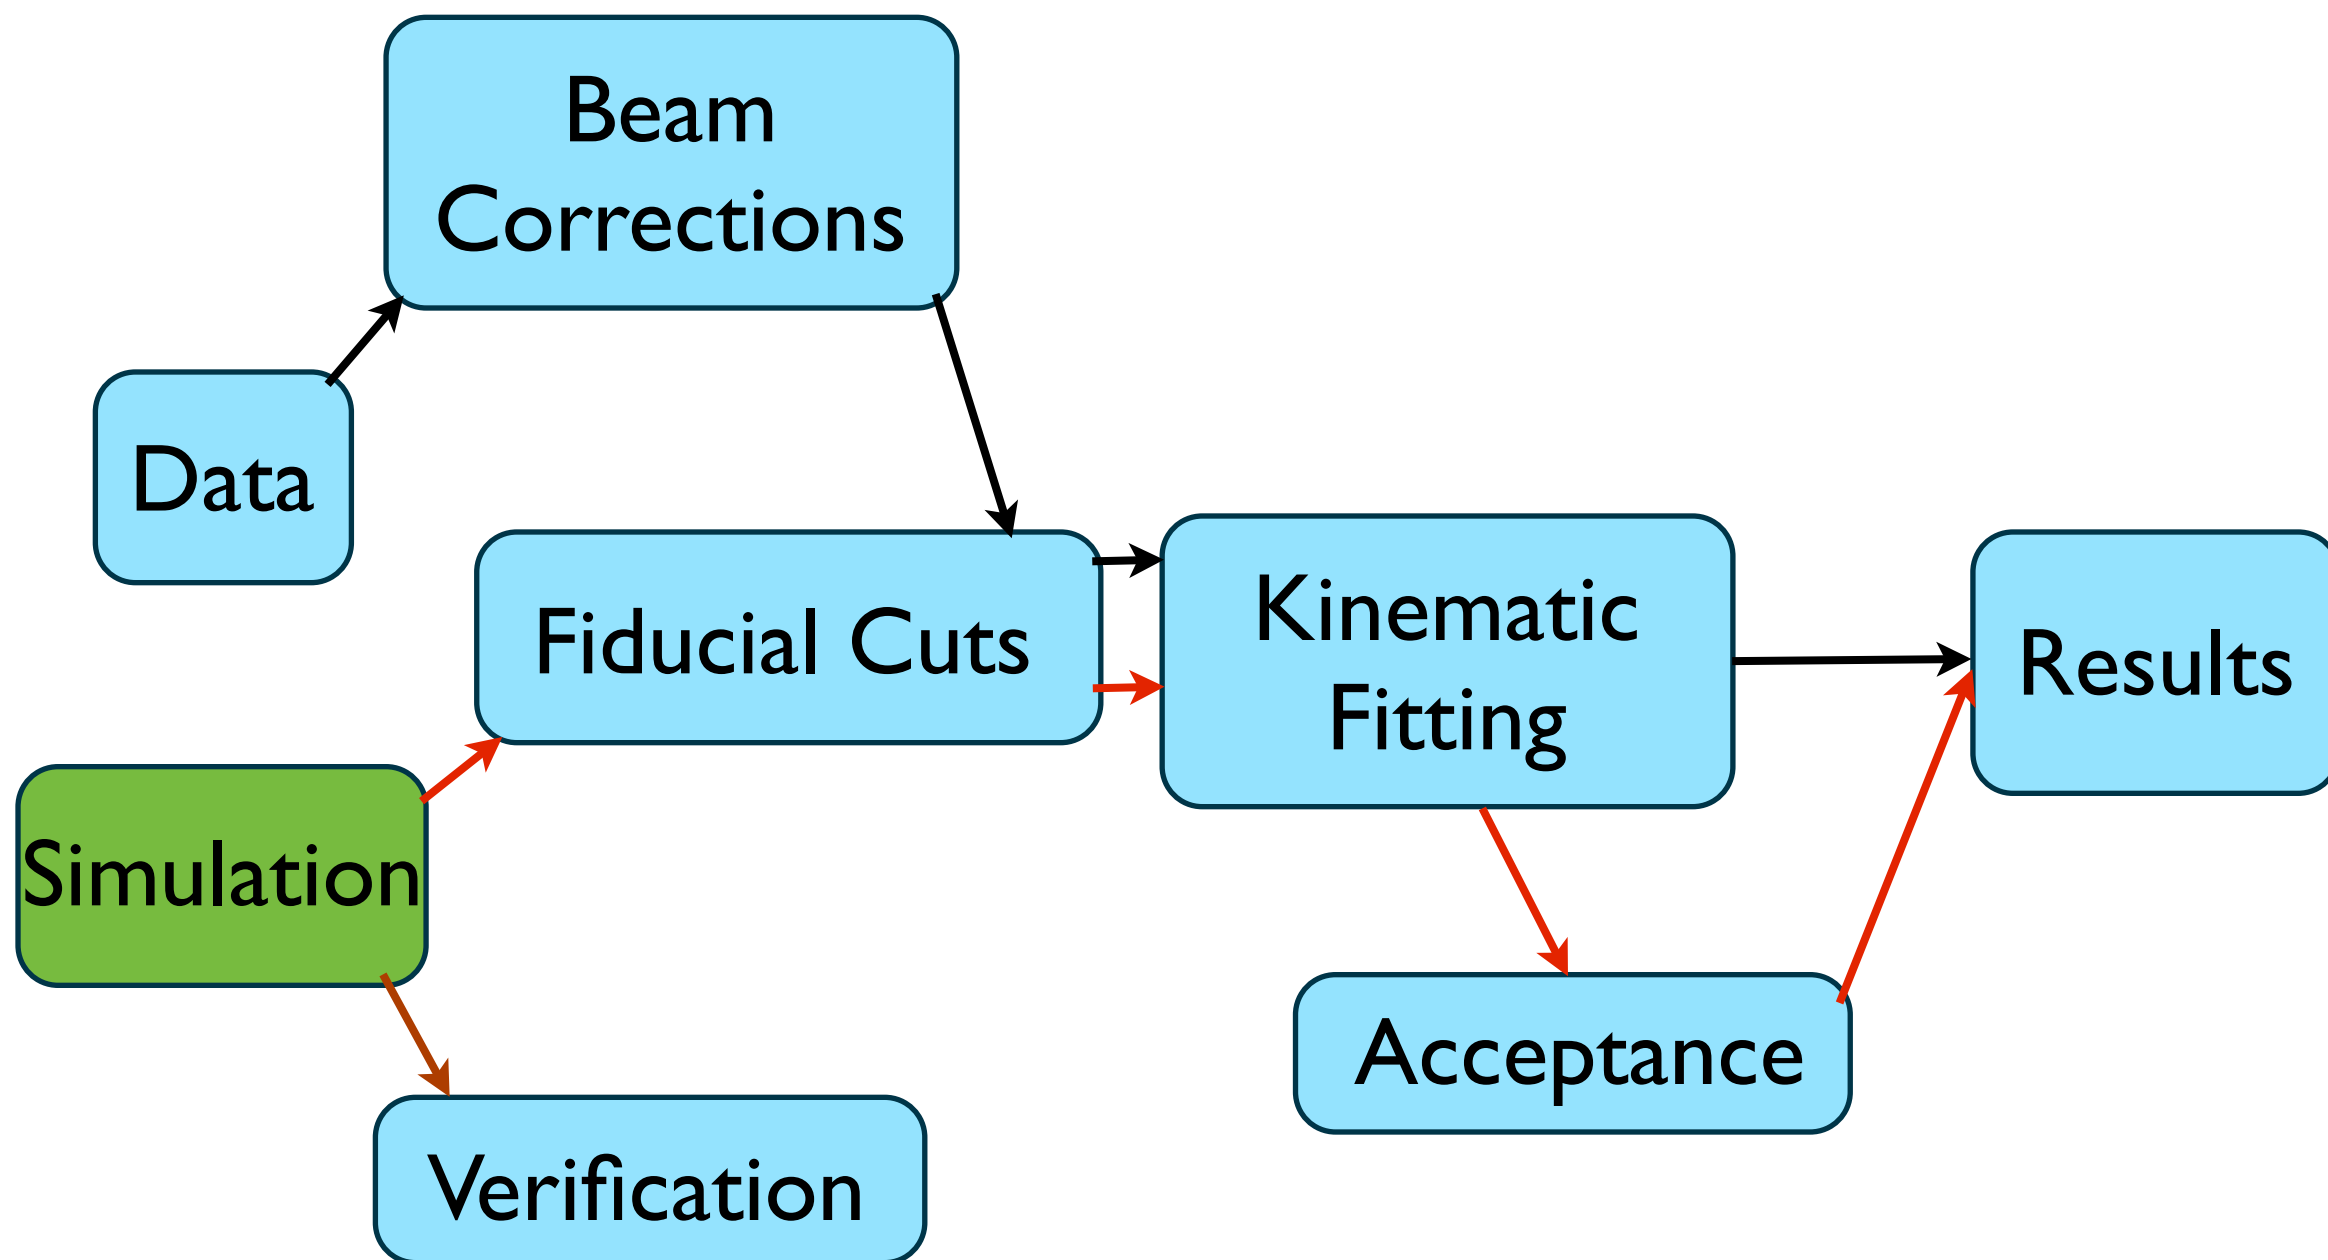 Beam
Corrections
Data
Fiducial Cuts
Kinematic
Fitting
Results
Simulation
Acceptance
Verification